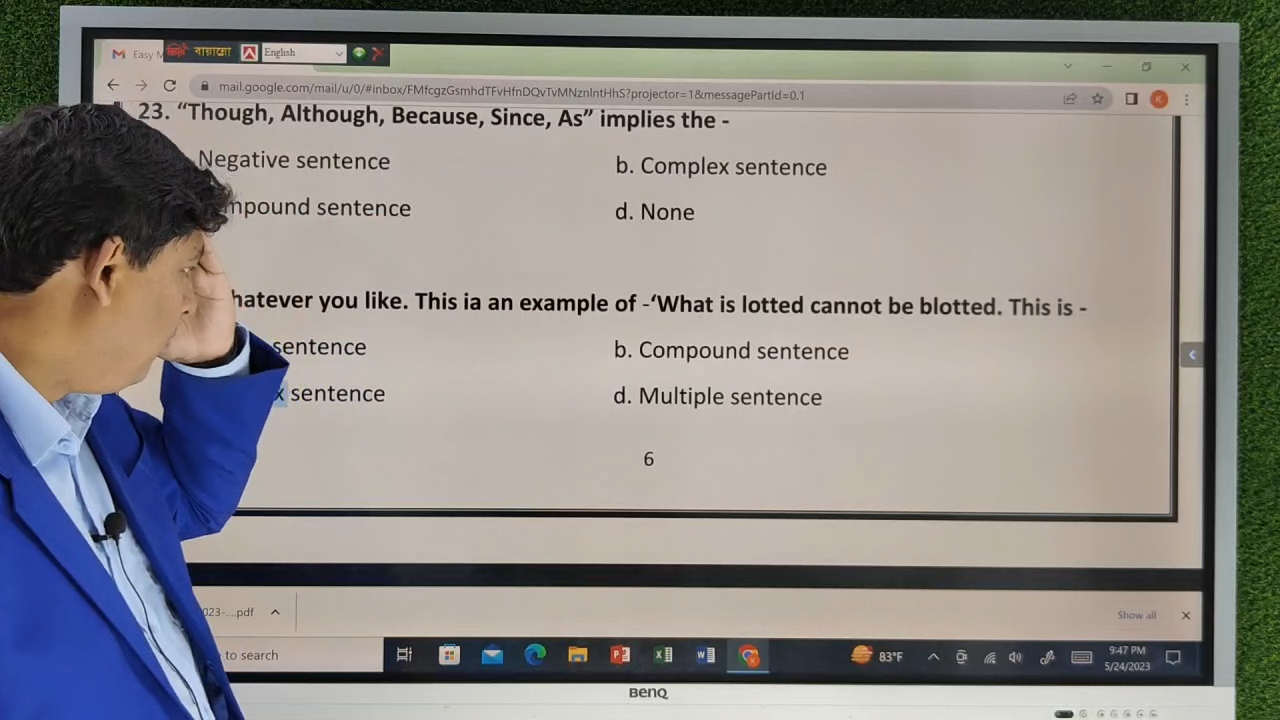 Easy
বায়ান্নো
English
mail.google.com/mail/u/0/#inbox/FMfcgzGsmhdTFvHfnDQvTvMNznlntHhS?projector=1&messagePartId=0.1
K
23. “Though, Although, Because, Since, As” implies the -
Negative sentence b. Complex sentence
mpound sentence d. None
hatever you like. This ia an example of -‘What is lotted cannot be blotted. This is -
sentence b. Compound sentence
x sentence d. Multiple sentence
6
023-....pdf Show all
to search 83°F 9:47 PM
5/24/2023
BenQ